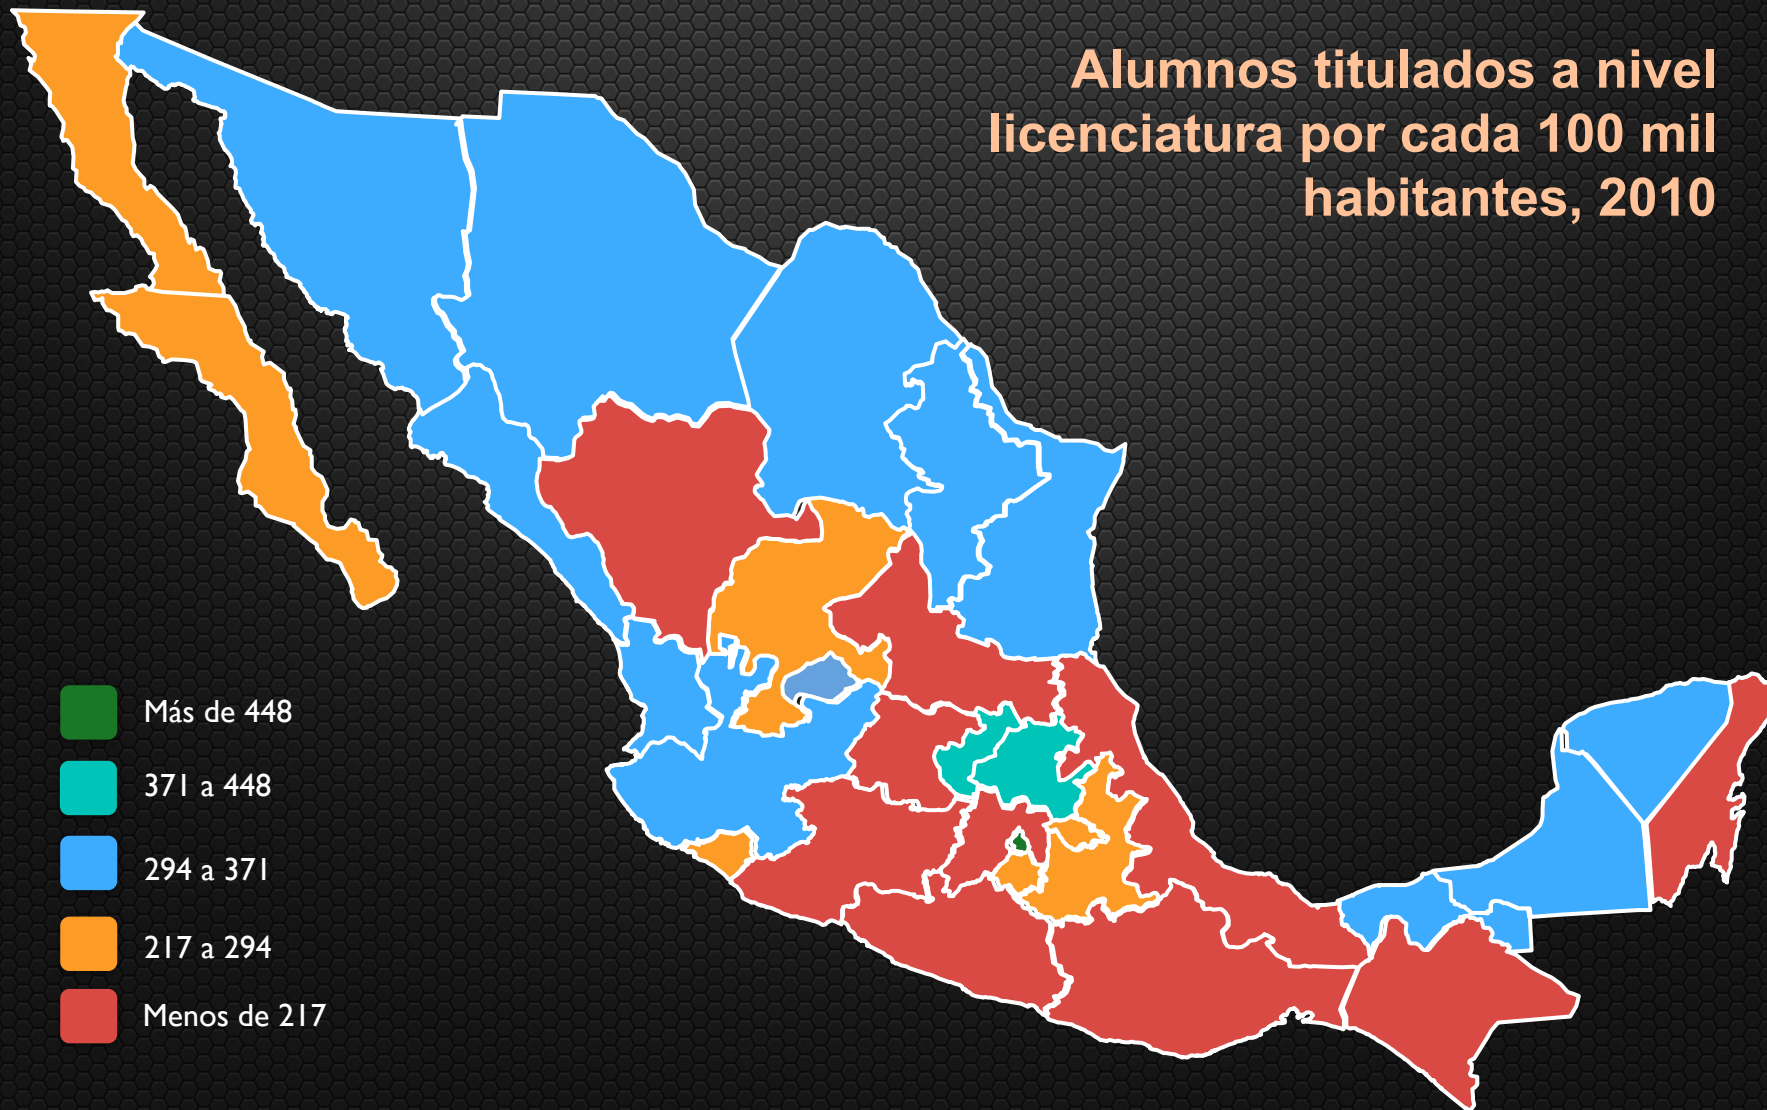 Alumnos titulados a nivel
licenciatura por cada 100 mil
habitantes, 2010
Más de 448
371 a 448
294 a 371
217 a 294
Menos de 217